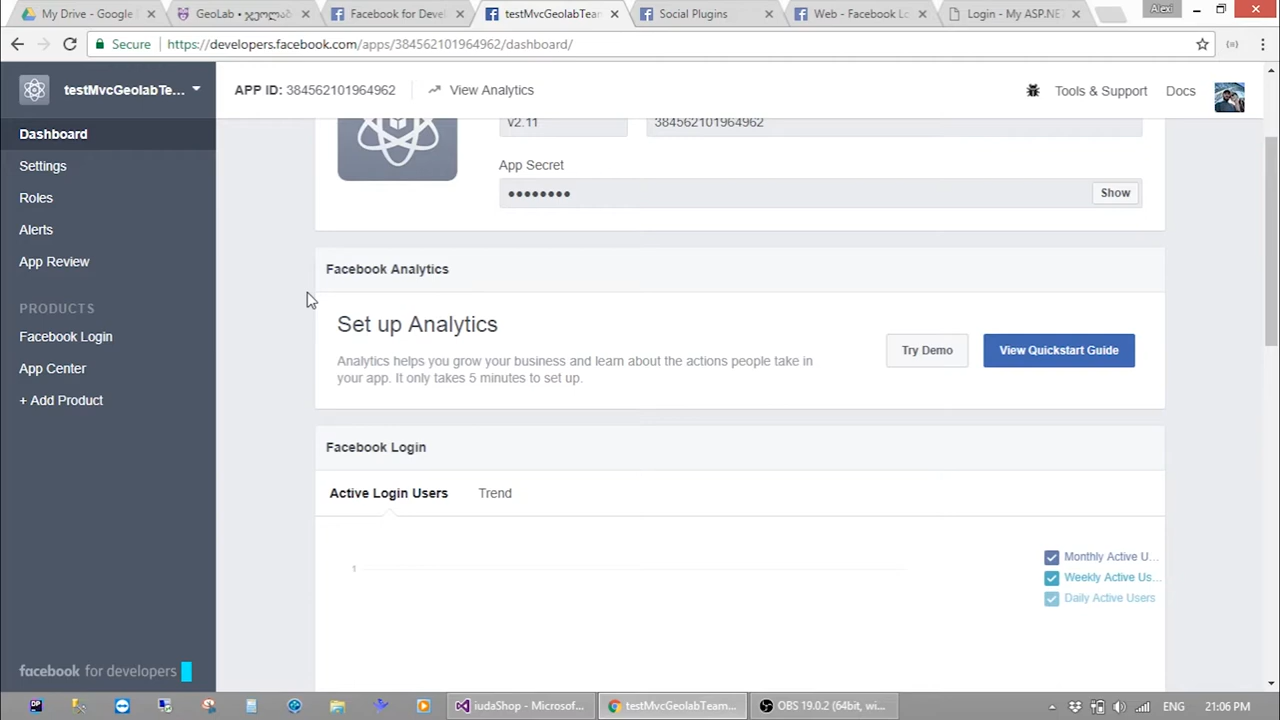 My Drive - Google
GeoLab - ჯეოლაბ
Facebook for Deve
testMvcGeolabTeam
Social Plugins
Web - Facebook Lo
Login - My ASP.NE
Alexi
Secure
https://developers.facebook.com/apps/384562101964962/dashboard/
testMvcGeolabTe...
APP ID: 384562101964962
View Analytics
Tools & Support
Docs
Dashboard
Settings
Roles
Alerts
App Review
PRODUCTS
Facebook Login
App Center
+ Add Product
facebook for developers
v2.11
384562101964962
App Secret
●●●●●●●●
Show
Facebook Analytics
Set up Analytics
Analytics helps you grow your business and learn about the actions people take in
your app. It only takes 5 minutes to set up.
Try Demo
View Quickstart Guide
Facebook Login
Active Login Users
Trend
1
Monthly Active U...
Weekly Active Us...
Daily Active Users
iudaShop - Microsof...
testMvcGeolabTeam...
OBS 19.0.2 (64bit, wi...
ENG
21:06 PM